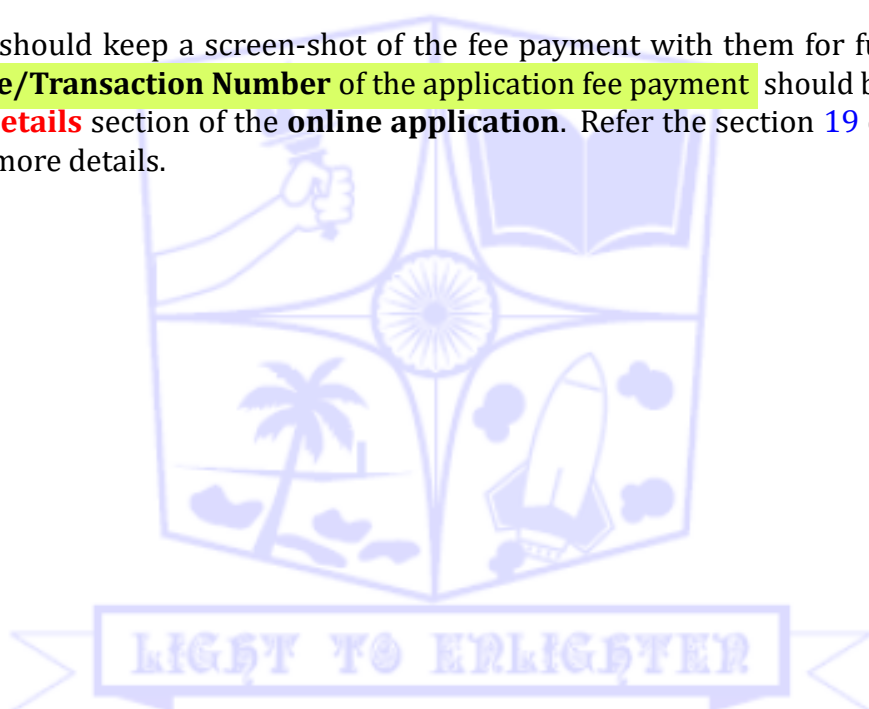 should keep a screen-shot of the fee payment with them for fu
e/Transaction Number of the application fee payment should b
etails section of the online application. Refer the section 19
more details.
LIGHT TO ENLIGHTEN